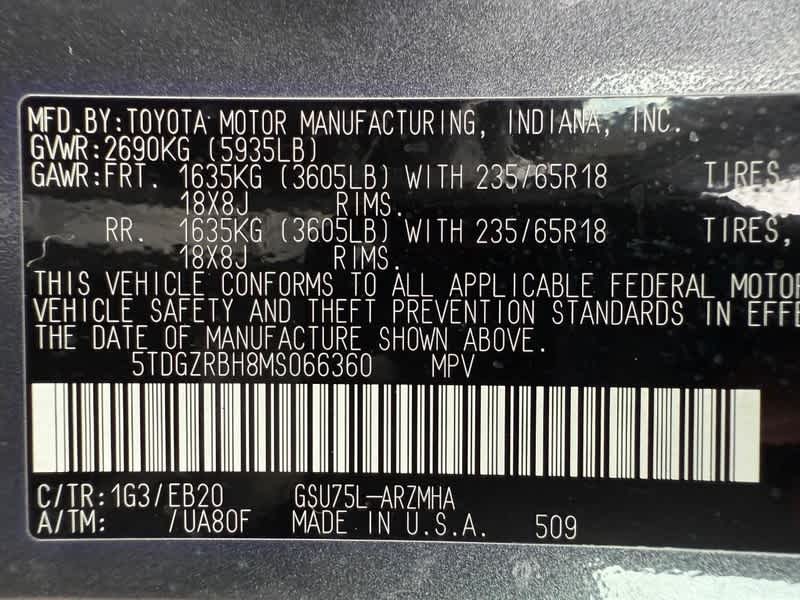 MFD.BY:TOYOTA MOTOR MANUFACTURING, INDIANA, INC.
GVWR:2690KG (5935LB)
GAWR:FRT. 1635KG (3605LB) WITH 235/65R18 TIRES,
18X8J RIMS.
RR. 1635KG (3605LB) WITH 235/65R18 TIRES,
18X8J RIMS.
THIS VEHICLE CONFORMS TO ALL APPLICABLE FEDERAL MOTOR
VEHICLE SAFETY AND THEFT PREVENTION STANDARDS IN EFFE
THE DATE OF MANUFACTURE SHOWN ABOVE.
5TDGZRBH8MS066360 MPV
C/TR:1G3/EB20 GSU75L-ARZMHA
A/TM: /UA80F MADE IN U.S.A. 509